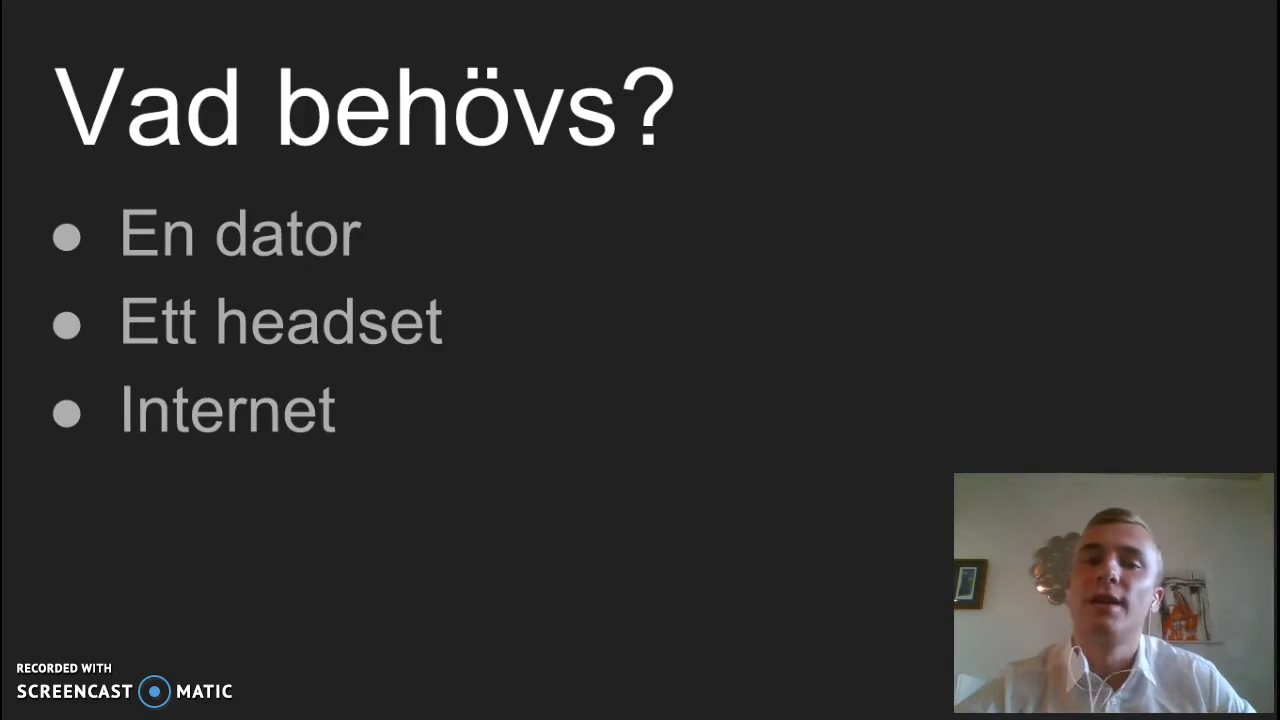 Vad behövs?
● En dator
● Ett headset
● Internet
RECORDED WITH
SCREENCAST MATIC